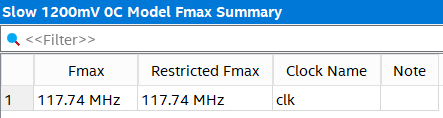 Slow 1200mV 0C Model Fmax Summary
<<Filter>>
Fmax Restricted Fmax Clock Name Note
1 117.74 MHz 117.74 MHz clk